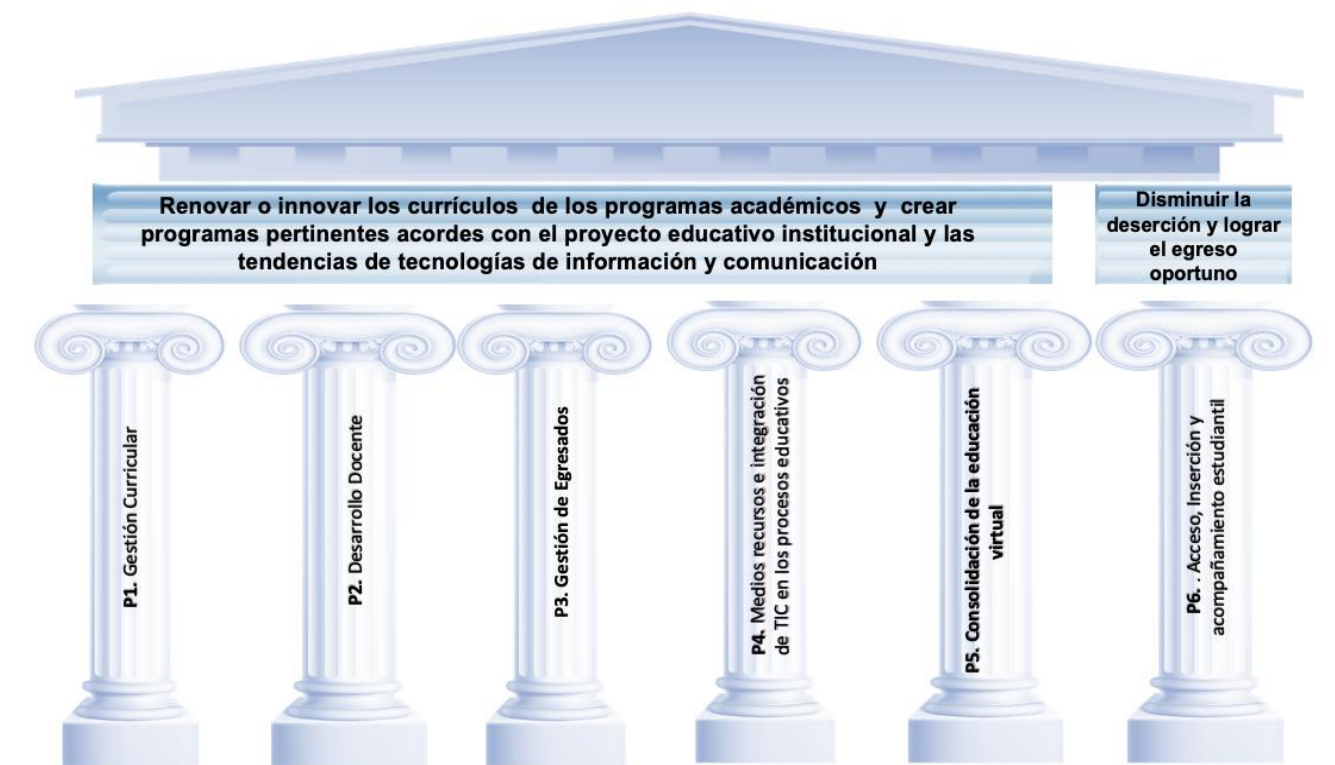 Renovar o innovar los currículos de los programas académicos y crear
programas pertinentes acordes con el proyecto educativo institucional y las
tendencias de tecnologías de información y comunicación
Disminuir la
deserción y lograr
el egreso
oportuno
P1. Gestión Curricular
P2. Desarrollo Docente
P3. Gestión de Egresados
P4. Medios recursos e integración
de TIC en los procesos educativos
P5. Consolidación de la educación
virtual
P6. . Acceso, Inserción y
acompañamiento estudiantil